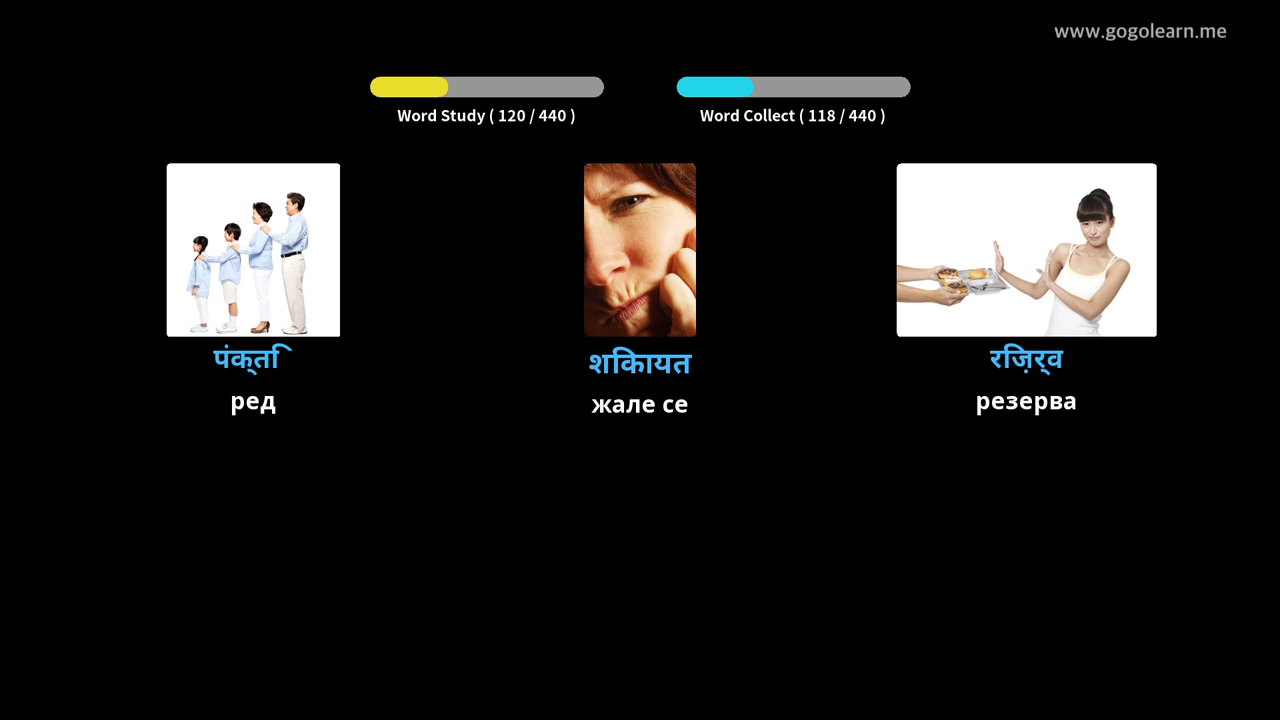 www.gogolearn.me
Word Study ( 120 / 440 )
Word Collect ( 118 / 440 )
पंक्ति
शिकायत
रिज़र्व
ред
жале се
резерва